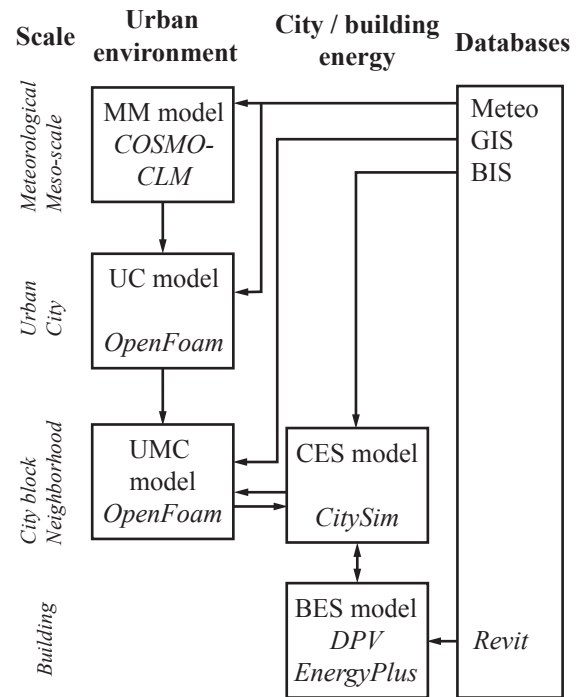 Scale
Urban
environment
City / building
energy
Databases
Meteorological
Meso-scale
MM model
COSMO-
CLM
Meteo
GIS
BIS
Urban
City
UC model
OpenFoam
City block
Neighborhood
UMC
model
OpenFoam
CES model
CitySim
Building
BES model
DPV
EnergyPlus
Revit